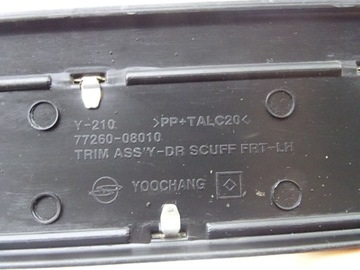 Y-210 >PP+TALC20<
77260-08010
TRIM ASS'Y-DR SCUFF FRT-LH
YOOCHANG